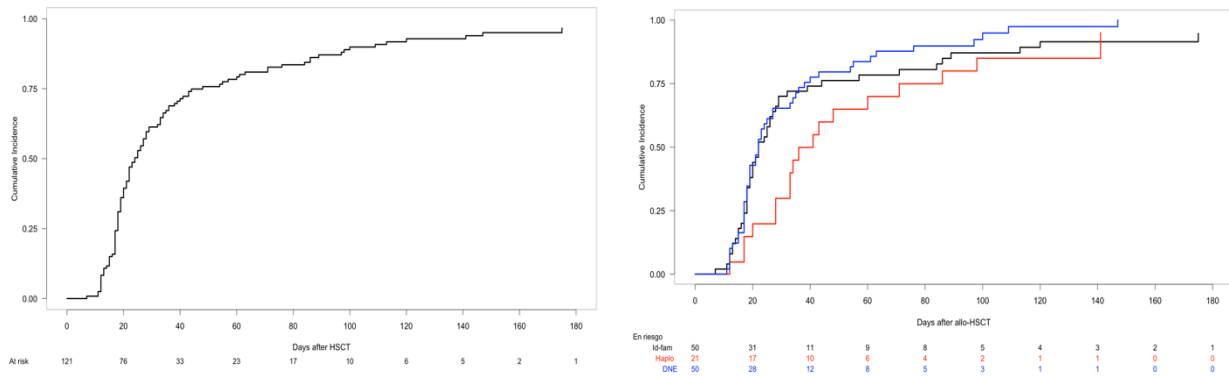 1.00
0.75
0.50
0.25
0.00
Cumulative Incidence
0 20 40 60 80 100 120 140 160 180
Days after HSCT
At risk 121 76 33 23 17 10 6 5 2 1
1.00
0.75
0.50
0.25
0.00
Cumulative Incidence
0 20 40 60 80 100 120 140 160 180
Days after allo-HSCT
En riesgo
Id-fam 50 31 11 9 8 5 4 3 2 1
Haplo 21 17 10 6 4 2 1 1 0 0
DNE 50 28 12 8 5 3 1 1 0 0